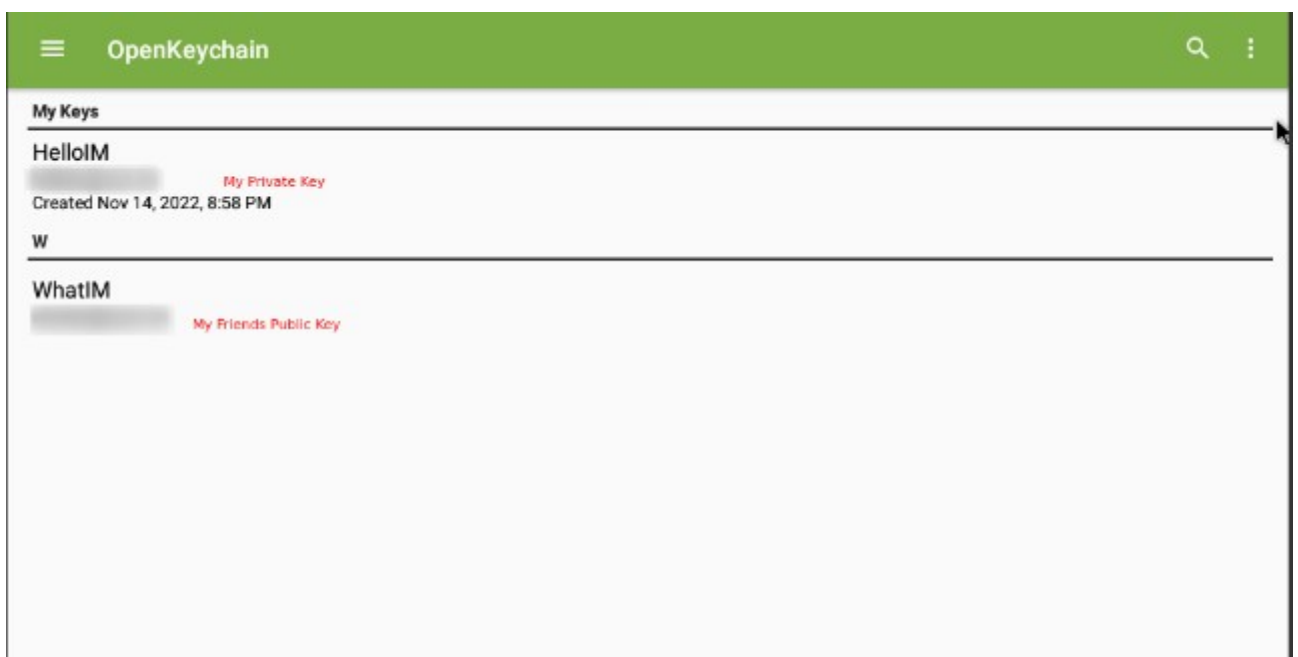 OpenKeychain
My Keys
HelloIM
My Private Key
Created Nov 14, 2022, 8:58 PM
W
WhatIM
My Friends Public Key